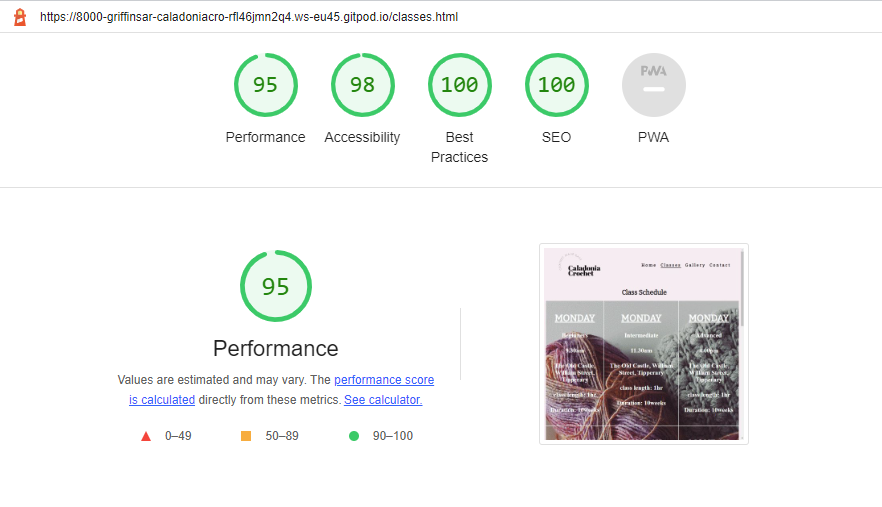 https://8000-griffinsar-caladoniacro-rfl46jmn2q4.ws-eu45.gitpod.io/classes.html
95
98
100
100
PWA
Performance
Accessibility
Best
Practices
SEO
PWA
95
Performance
Values are estimated and may vary. The performance score
is calculated directly from these metrics. See calculator.
0–49
50–89
90–100
Caladonia
Crochet
Home Classes Gallery Contact
Class Schedule
MONDAY
Beginners
9.30am
The Old Castle,
William Street,
Tipperary
class length: 1hr
Duration: 10weeks
MONDAY
Intermediate
11.30am
The Old Castle, William
Street, Tipperary
class length: 1hr
Duration: 10weeks
MONDAY
Advanced
4.00pm
The Old Castle,
William Street,
Tipperary
class length: 1hr
Duration: 10weeks